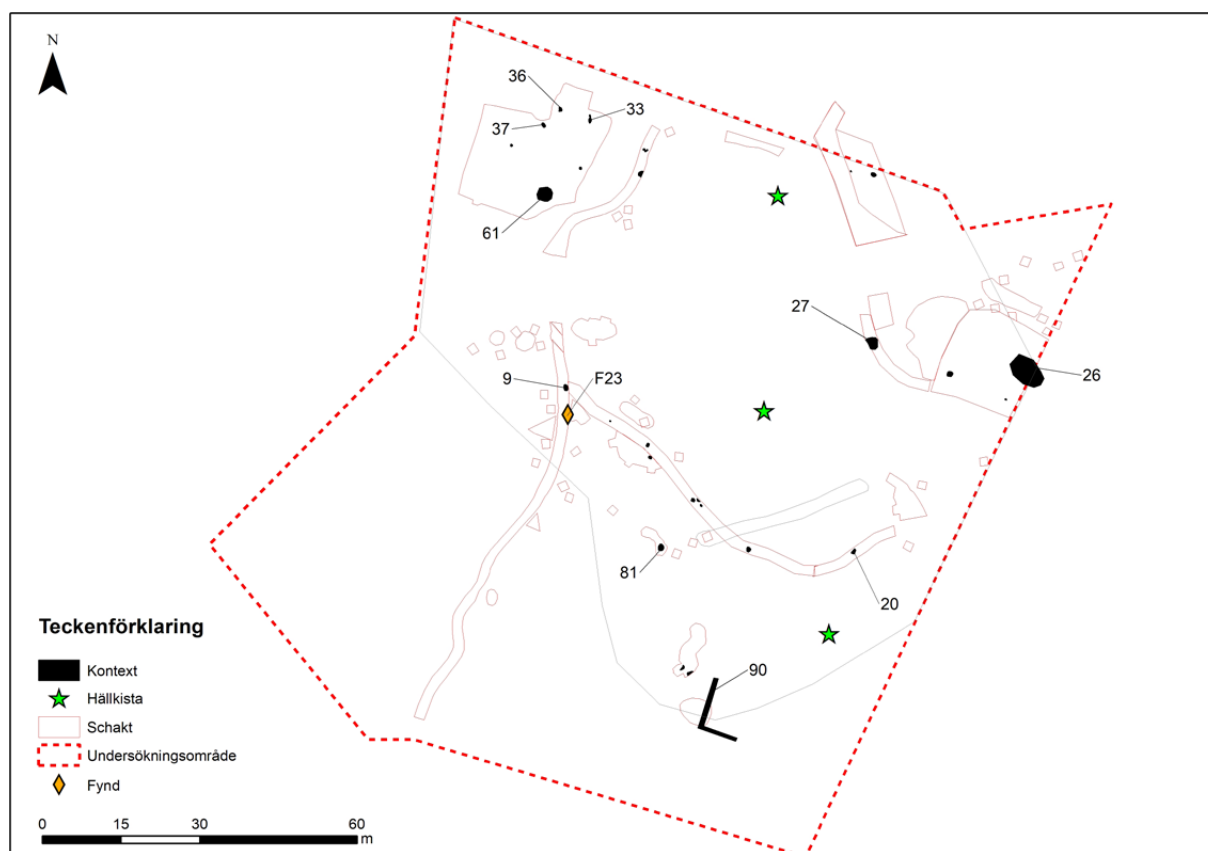 N
36
33
37
61
27
26
9
F23
81
20
90
Teckenförklaring
Kontext
Hällkista
Schakt
Undersökningsområde
Fynd
0 15 30 60
m